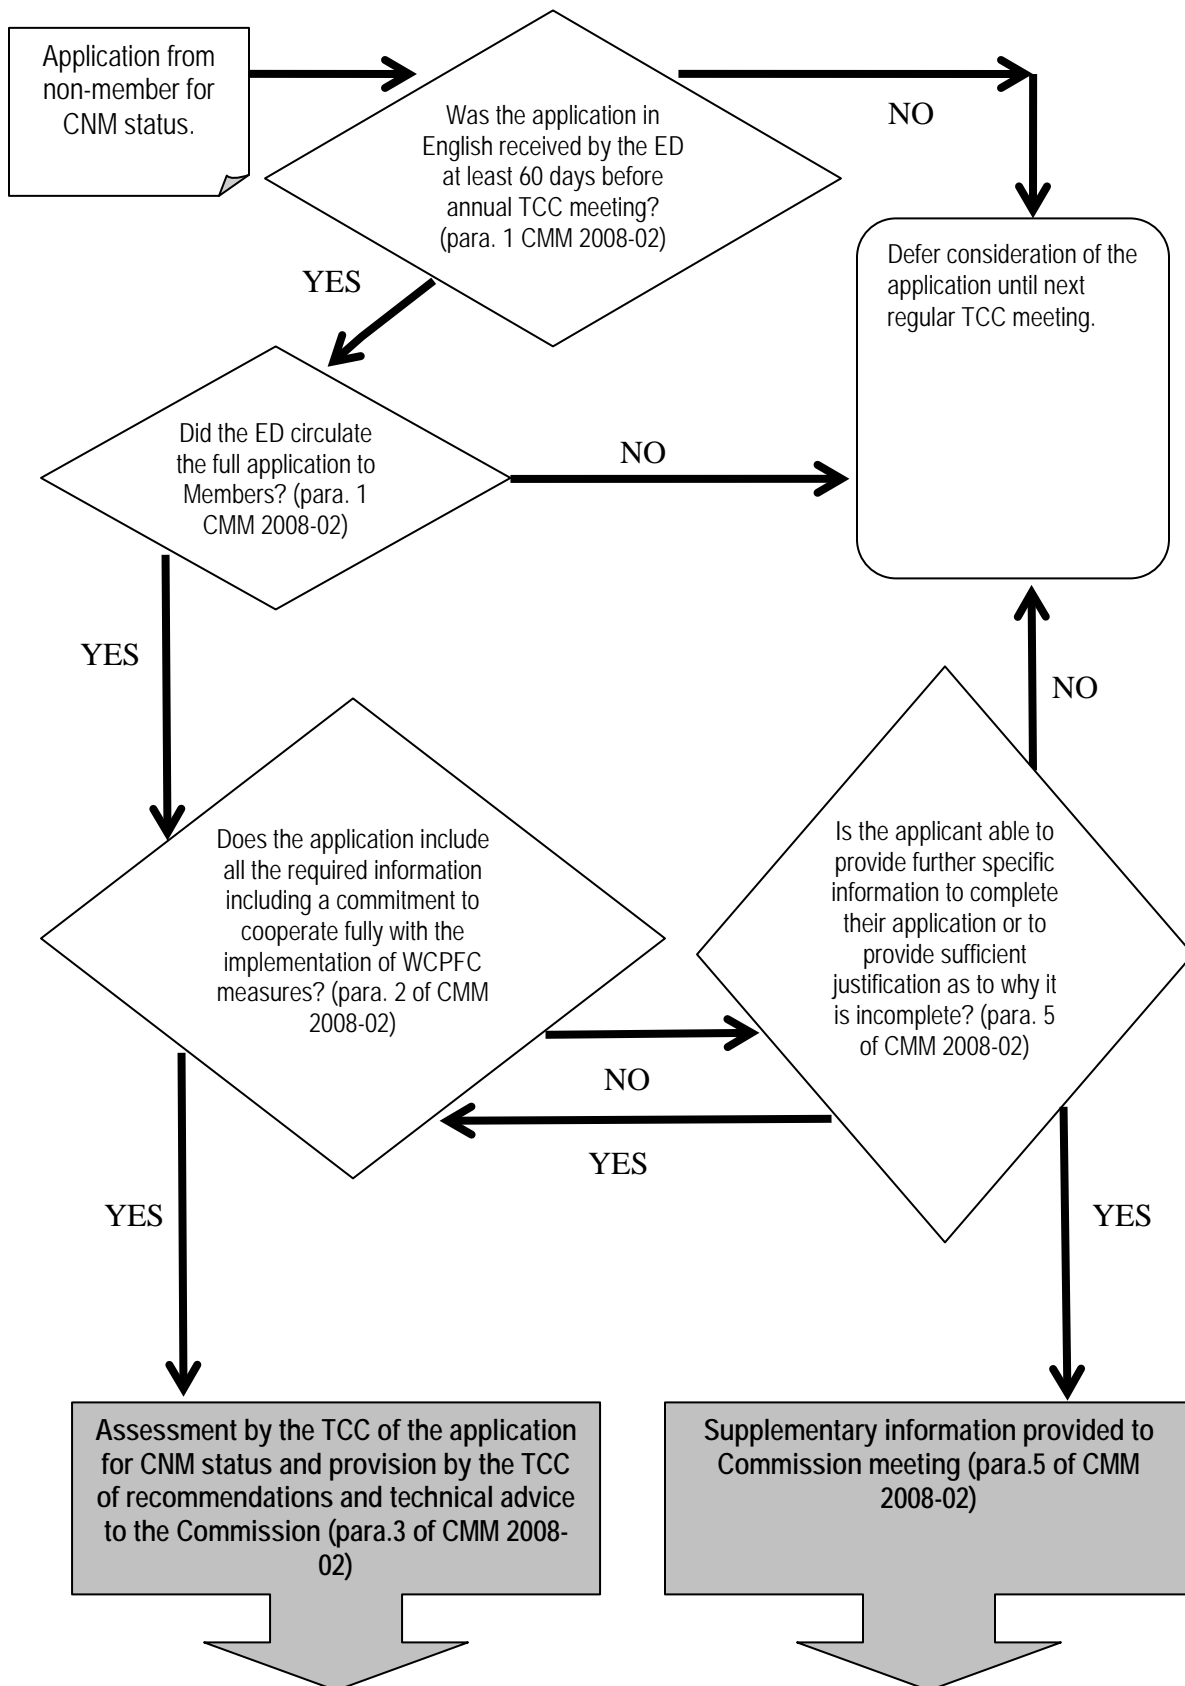 Application from
non-member for
CNM status.
Was the application in
English received by the ED
at least 60 days before
annual TCC meeting?
(para. 1 CMM 2008-02)
NO
YES
Defer consideration of the
application until next
regular TCC meeting.
Did the ED circulate
the full application to
Members? (para. 1
CMM 2008-02)
NO
YES
NO
Does the application include
all the required information
including a commitment to
cooperate fully with the
implementation of WCPFC
measures? (para. 2 of CMM
2008-02)
Is the applicant able to
provide further specific
information to complete
their application or to
provide sufficient
justification as to why it
is incomplete? (para. 5
of CMM 2008-02)
NO
YES
YES
YES
Assessment by the TCC of the application
for CNM status and provision by the TCC
of recommendations and technical advice
to the Commission (para.3 of CMM 2008-
02)
Supplementary information provided to
Commission meeting (para.5 of CMM
2008-02)